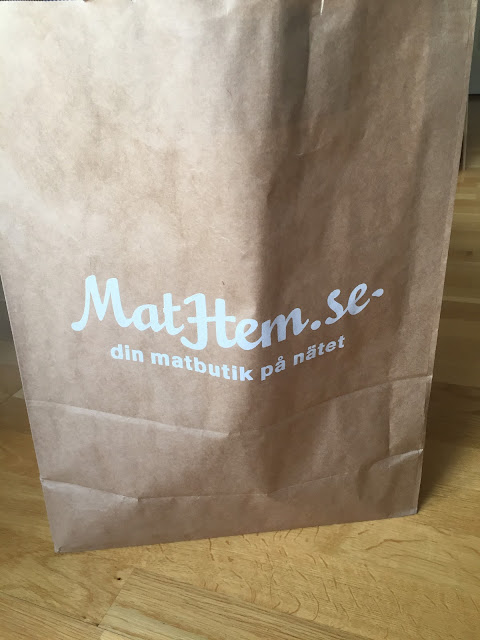 MatHem.se
din matbutik på nätet